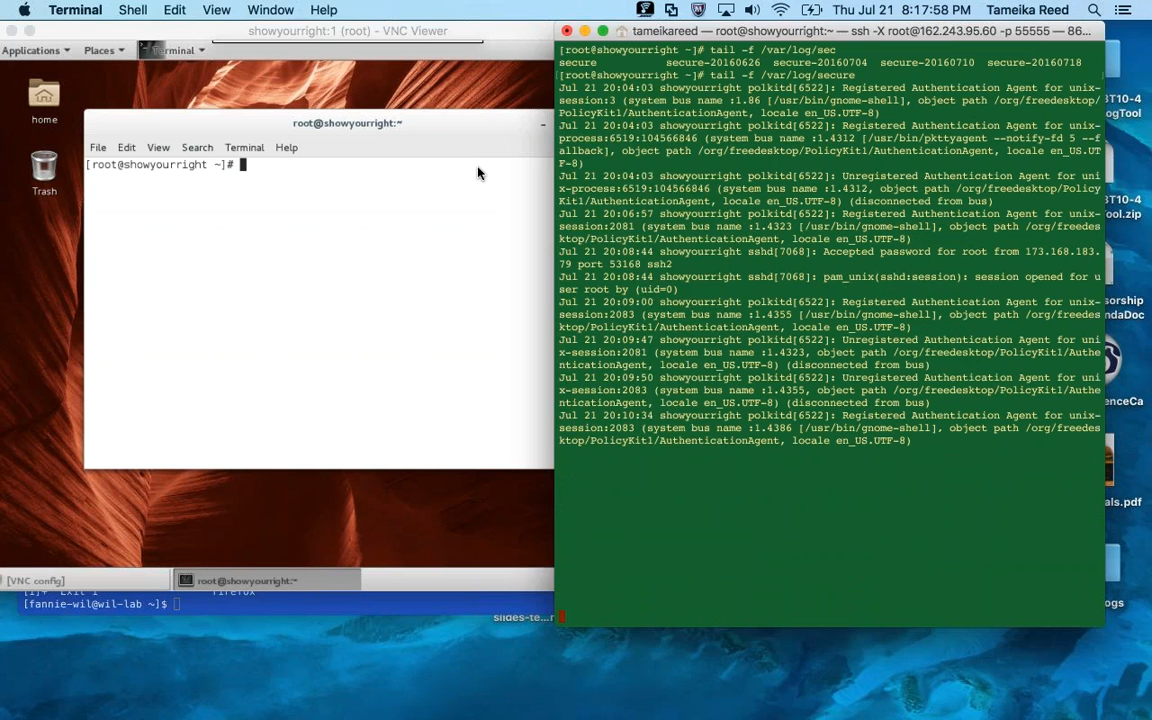 Terminal Shell Edit View Window Help Thu Jul 21 8:17:58 PM Tameika Reed
showyourright:1 (root) - VNC Viewer
Applications Places Terminal
home
Trash
root@showyourright:~
File Edit View Search Terminal Help
[root@showyourright ~]#
[VNC config] root@showyourright:~
[fannie-wil@wil-lab ~]$
tameikareed — root@showyourright:~ — ssh -X root@162.243.95.60 -p 55555 — 86...
[root@showyourright ~]# tail -f /var/log/sec
secure secure-20160626 secure-20160704 secure-20160710 secure-20160718
[root@showyourright ~]# tail -f /var/log/secure
Jul 21 20:04:03 showyourright polkitd[6522]: Registered Authentication Agent for unix-
session:3 (system bus name :1.86 [/usr/bin/gnome-shell], object path /org/freedesktop/
PolicyKit1/AuthenticationAgent, locale en_US.UTF-8)
Jul 21 20:04:03 showyourright polkitd[6522]: Registered Authentication Agent for unix-
process:6519:104566846 (system bus name :1.4312 [/usr/bin/pkttyagent --notify-fd 5 --f
allback], object path /org/freedesktop/PolicyKit1/AuthenticationAgent, locale en_US.UT
F-8)
Jul 21 20:04:03 showyourright polkitd[6522]: Unregistered Authentication Agent for uni
x-process:6519:104566846 (system bus name :1.4312, object path /org/freedesktop/Policy
Kit1/AuthenticationAgent, locale en_US.UTF-8) (disconnected from bus)
Jul 21 20:06:57 showyourright polkitd[6522]: Registered Authentication Agent for unix-
session:2081 (system bus name :1.4323 [/usr/bin/gnome-shell], object path /org/freedes
ktop/PolicyKit1/AuthenticationAgent, locale en_US.UTF-8)
Jul 21 20:08:44 showyourright sshd[7068]: Accepted password for root from 173.168.183.
79 port 53168 ssh2
Jul 21 20:08:44 showyourright sshd[7068]: pam_unix(sshd:session): session opened for u
ser root by (uid=0)
Jul 21 20:09:00 showyourright polkitd[6522]: Registered Authentication Agent for unix-
session:2083 (system bus name :1.4355 [/usr/bin/gnome-shell], object path /org/freedes
ktop/PolicyKit1/AuthenticationAgent, locale en_US.UTF-8)
Jul 21 20:09:47 showyourright polkitd[6522]: Unregistered Authentication Agent for uni
x-session:2081 (system bus name :1.4323, object path /org/freedesktop/PolicyKit1/Authe
nticationAgent, locale en_US.UTF-8) (disconnected from bus)
Jul 21 20:09:50 showyourright polkitd[6522]: Unregistered Authentication Agent for uni
x-session:2083 (system bus name :1.4355, object path /org/freedesktop/PolicyKit1/Authe
nticationAgent, locale en_US.UTF-8) (disconnected from bus)
Jul 21 20:10:34 showyourright polkitd[6522]: Registered Authentication Agent for unix-
session:2083 (system bus name :1.4386 [/usr/bin/gnome-shell], object path /org/freedes
ktop/PolicyKit1/AuthenticationAgent, locale en_US.UTF-8)